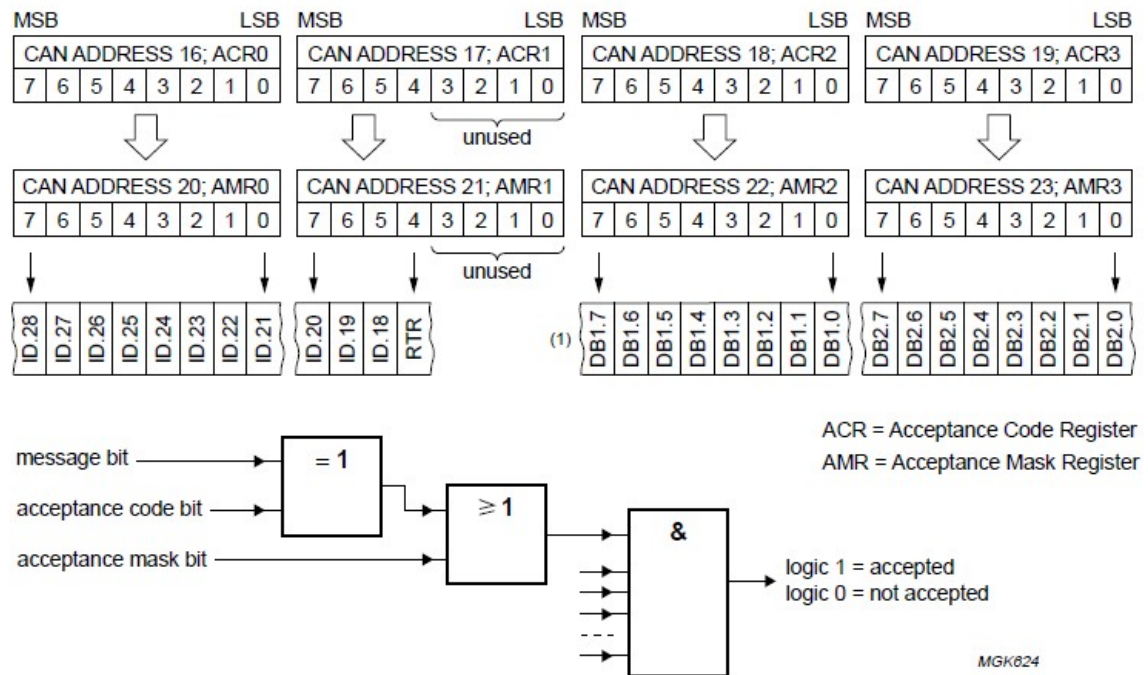 MSB LSB MSB LSB MSB LSB
CAN ADDRESS 16; ACR0 CAN ADDRESS 17; ACR1 CAN ADDRESS 18; ACR2 CAN ADDRESS 19; ACR3
7 6 5 4 3 2 1 0 7 6 5 4 3 2 1 0 7 6 5 4 3 2 1 0 7 6 5 4 3 2 1 0
unused
CAN ADDRESS 20; AMR0 CAN ADDRESS 21; AMR1 CAN ADDRESS 22; AMR2 CAN ADDRESS 23; AMR3
7 6 5 4 3 2 1 0 7 6 5 4 3 2 1 0 7 6 5 4 3 2 1 0 7 6 5 4 3 2 1 0
unused
ID.28 ID.27 ID.26 ID.25 ID.24 ID.23 ID.22 ID.21 ID.20 ID.19 ID.18 RTR (1) DB1.7 DB1.6 DB1.5 DB1.4 DB1.3 DB1.2 DB1.1 DB1.0 DB2.7 DB2.6 DB2.5 DB2.4 DB2.3 DB2.2 DB2.1 DB2.0
ACR = Acceptance Code Register
AMR = Acceptance Mask Register
message bit
= 1
acceptance code bit
≥ 1
acceptance mask bit
&
logic 1 = accepted
logic 0 = not accepted
MGK624